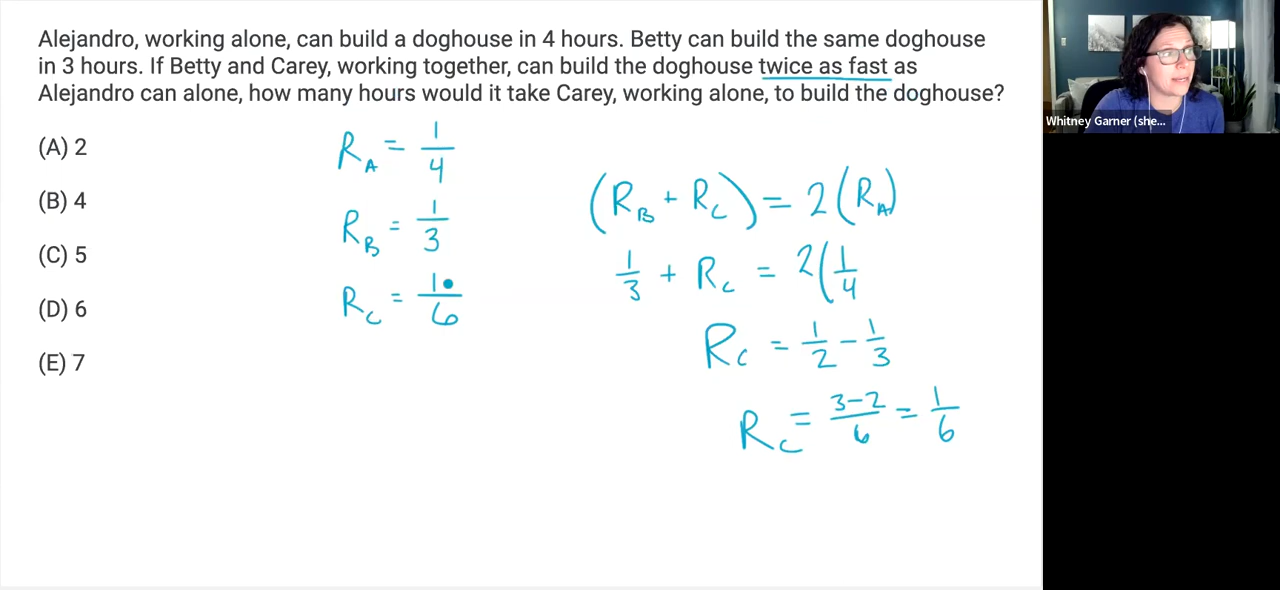 Alejandro, working alone, can build a doghouse in 4 hours. Betty can build the same doghouse
in 3 hours. If Betty and Carey, working together, can build the doghouse twice as fast as
Alejandro can alone, how many hours would it take Carey, working alone, to build the doghouse?
Whitney Garner (she...
(A) 2
(B) 4
(C) 5
(D) 6
(E) 7
R_A = 1/4
R_B = 1/3
R_C = 1/6
(R_B + R_C) = 2(R_A)
1/3 + R_C = 2(1/4
R_C = 1/2 - 1/3
R_C = 3-2/6 = 1/6